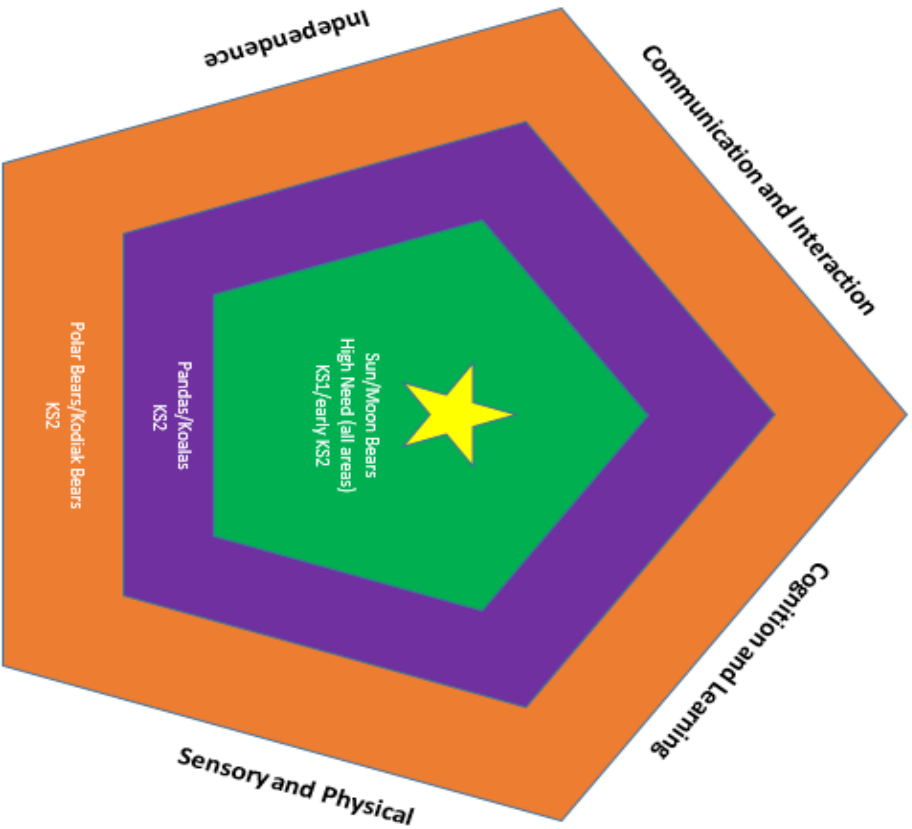 Communication and Interaction
Independence
Cognition and Learning
Sensory and Physical
Sun/Moon Bears
High Need (all areas)
KS1/early KS2
Pandas/Koalas
KS2
Polar Bears/Kodiak Bears
KS2